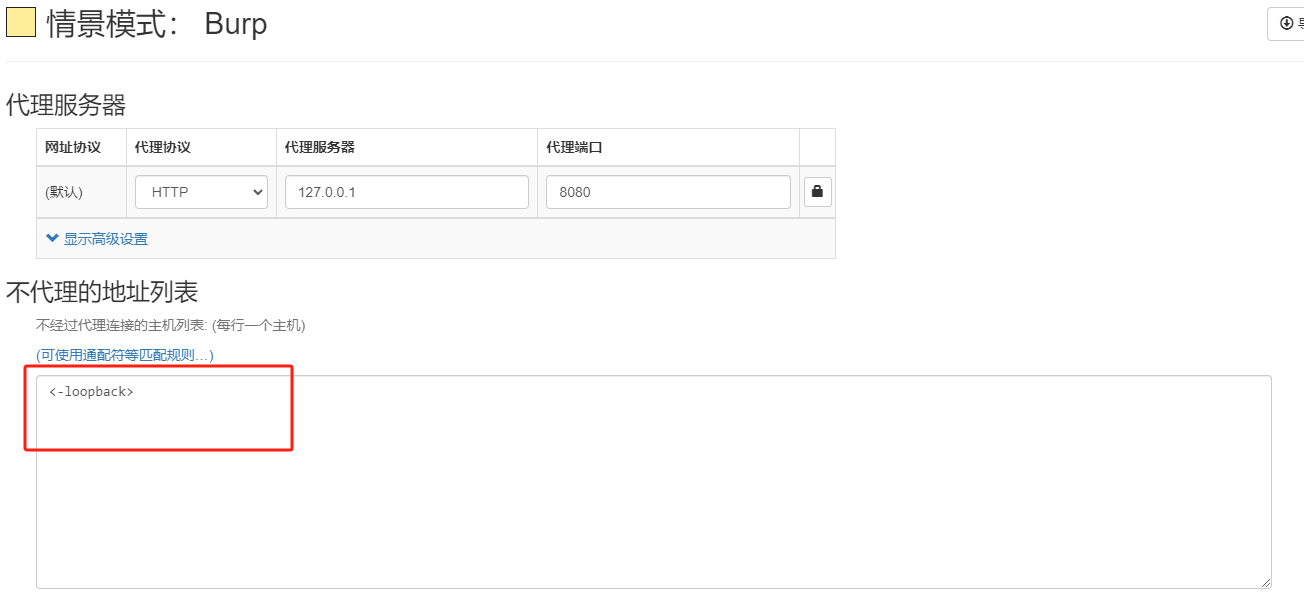 情景模式： Burp
代理服务器
网址协议 代理协议 代理服务器 代理端口
(默认) HTTP 127.0.0.1 8080
显示高级设置
不代理的地址列表
不经过代理连接的主机列表: (每行一个主机)
(可使用通配符等匹配规则…)
<-loopback>